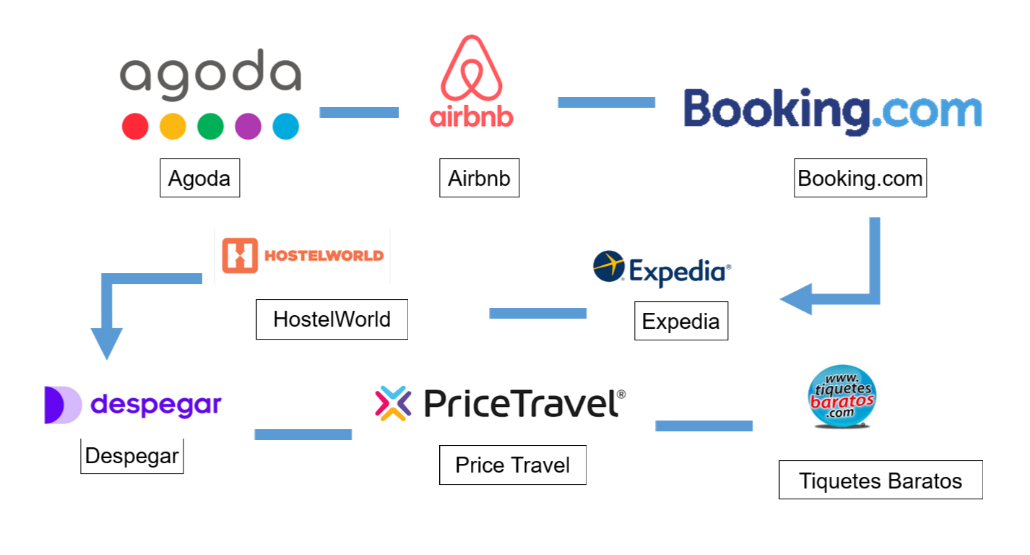 agoda
airbnb
Booking.com
Agoda
Airbnb
Booking.com
HOSTELWORLD
Expedia®
HostelWorld
Expedia
despegar
PriceTravel®
www.
tiquetes
baratos
.com
Despegar
Price Travel
Tiquetes Baratos